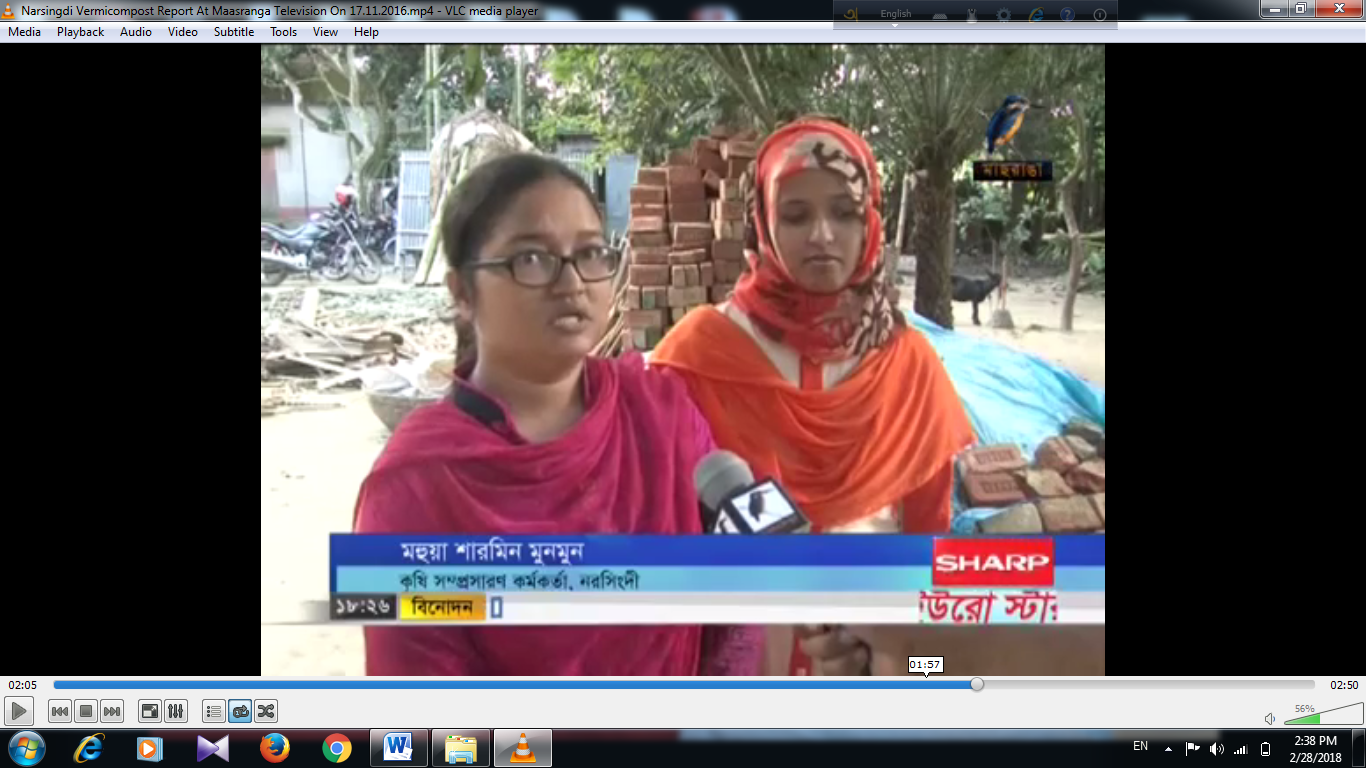 Narsingdi Vermicompost Report At Maasranga Television On 17.11.2016.mp4 - VLC media player
English
Media Playback Audio Video Subtitle Tools View Help
মাছরাঙা
মহুয়া শারমিন মুনমুন
কৃষি সম্প্রসারণ কর্মকর্তা, নরসিংদী
SHARP
১৮:২৬ বিনোদন
ইউরো স্টার
01:57
02:05 02:50
56%
EN
2:38 PM
2/28/2018